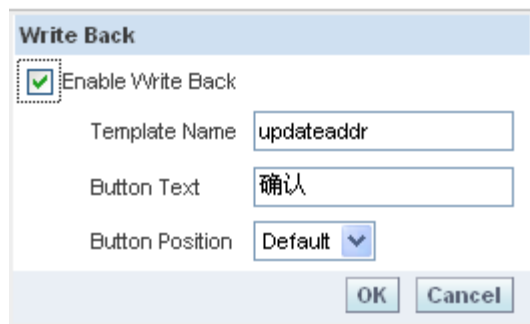 Write Back
Enable Write Back
Template Name updateaddr
Button Text 确认
Button Position Default
OK Cancel